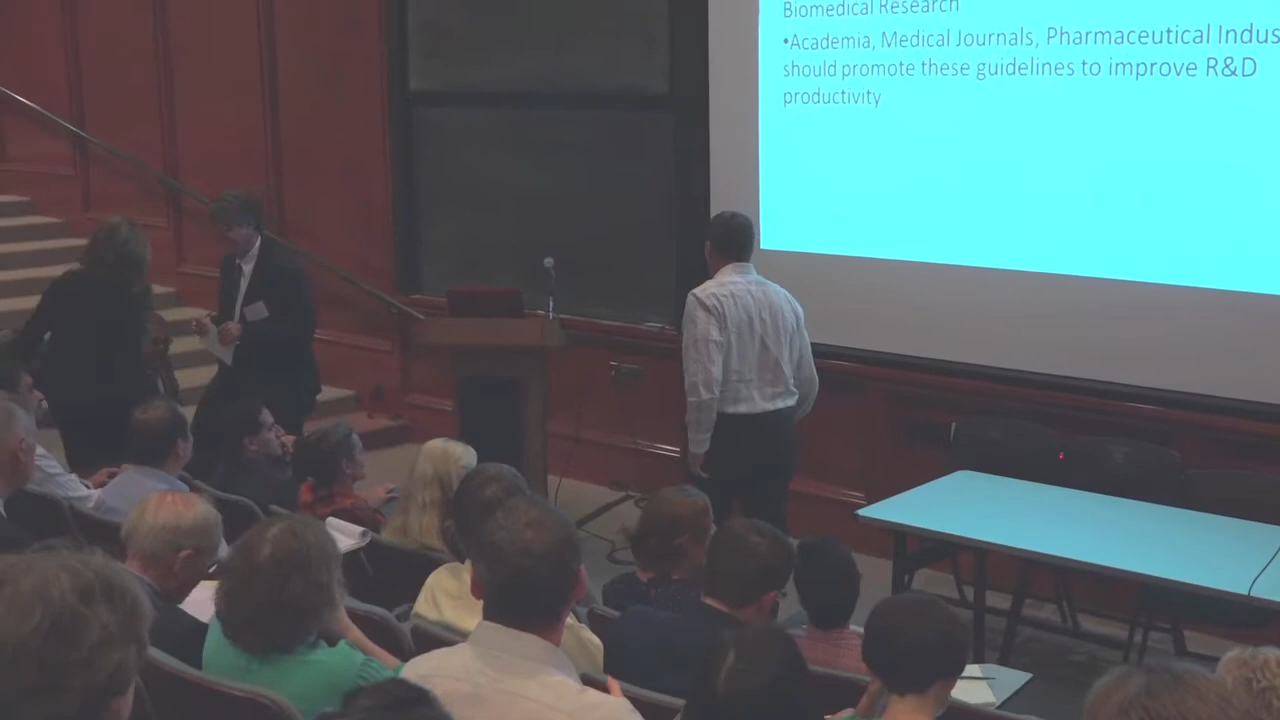 Biomedical Research
•Academia, Medical Journals, Pharmaceutical Indus
should promote these guidelines to improve R&D
productivity